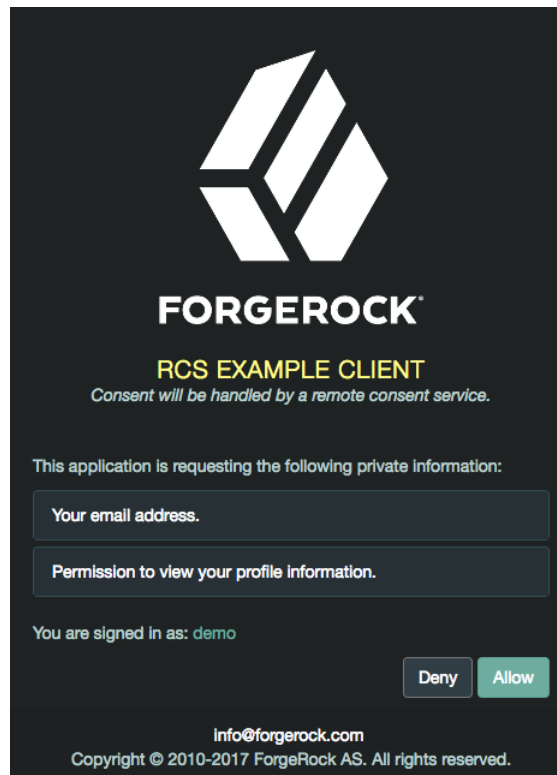 FORGEROCK®
RCS EXAMPLE CLIENT
Consent will be handled by a remote consent service.
This application is requesting the following private information:
Your email address.
Permission to view your profile information.
You are signed in as: demo
Deny Allow
info@forgerock.com
Copyright © 2010-2017 ForgeRock AS. All rights reserved.